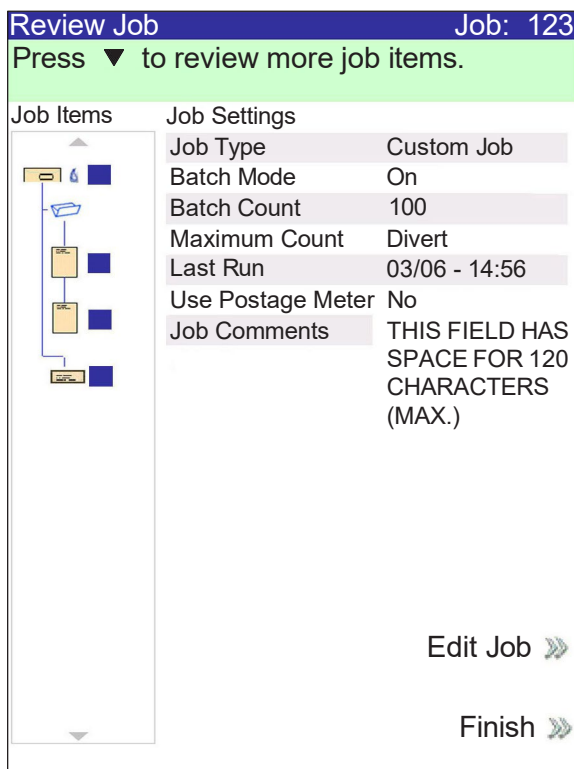 Review Job Job: 123
Press ▼ to review more job items.
Job Items Job Settings
Job Type Custom Job
Batch Mode On
Batch Count 100
Maximum Count Divert
Last Run 03/06 - 14:56
Use Postage Meter No
Job Comments THIS FIELD HAS
SPACE FOR 120
CHARACTERS
(MAX.)
Edit Job
Finish